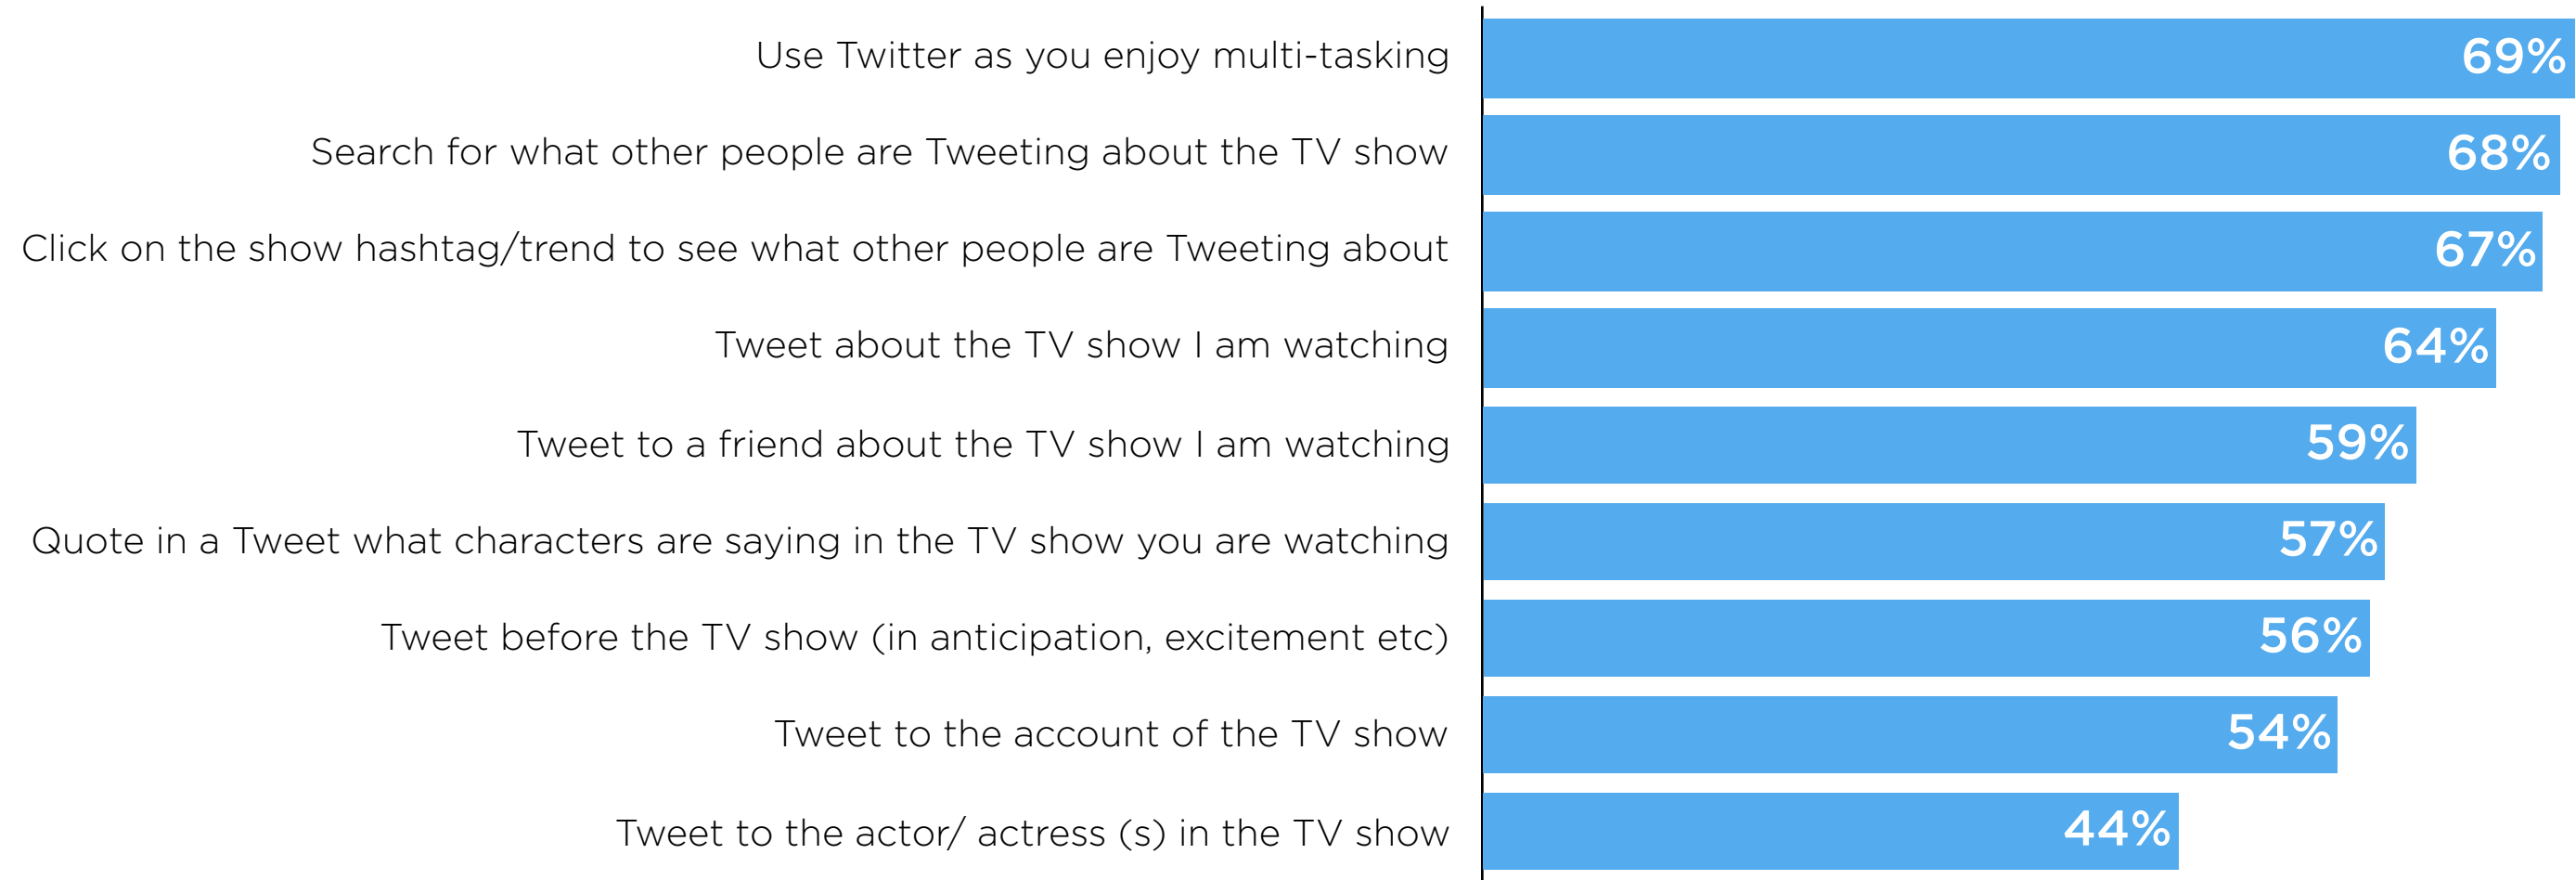 Use Twitter as you enjoy multi-tasking 69%
Search for what other people are Tweeting about the TV show 68%
Click on the show hashtag/trend to see what other people are Tweeting about 67%
Tweet about the TV show I am watching 64%
Tweet to a friend about the TV show I am watching 59%
Quote in a Tweet what characters are saying in the TV show you are watching 57%
Tweet before the TV show (in anticipation, excitement etc) 56%
Tweet to the account of the TV show 54%
Tweet to the actor/ actress (s) in the TV show 44%